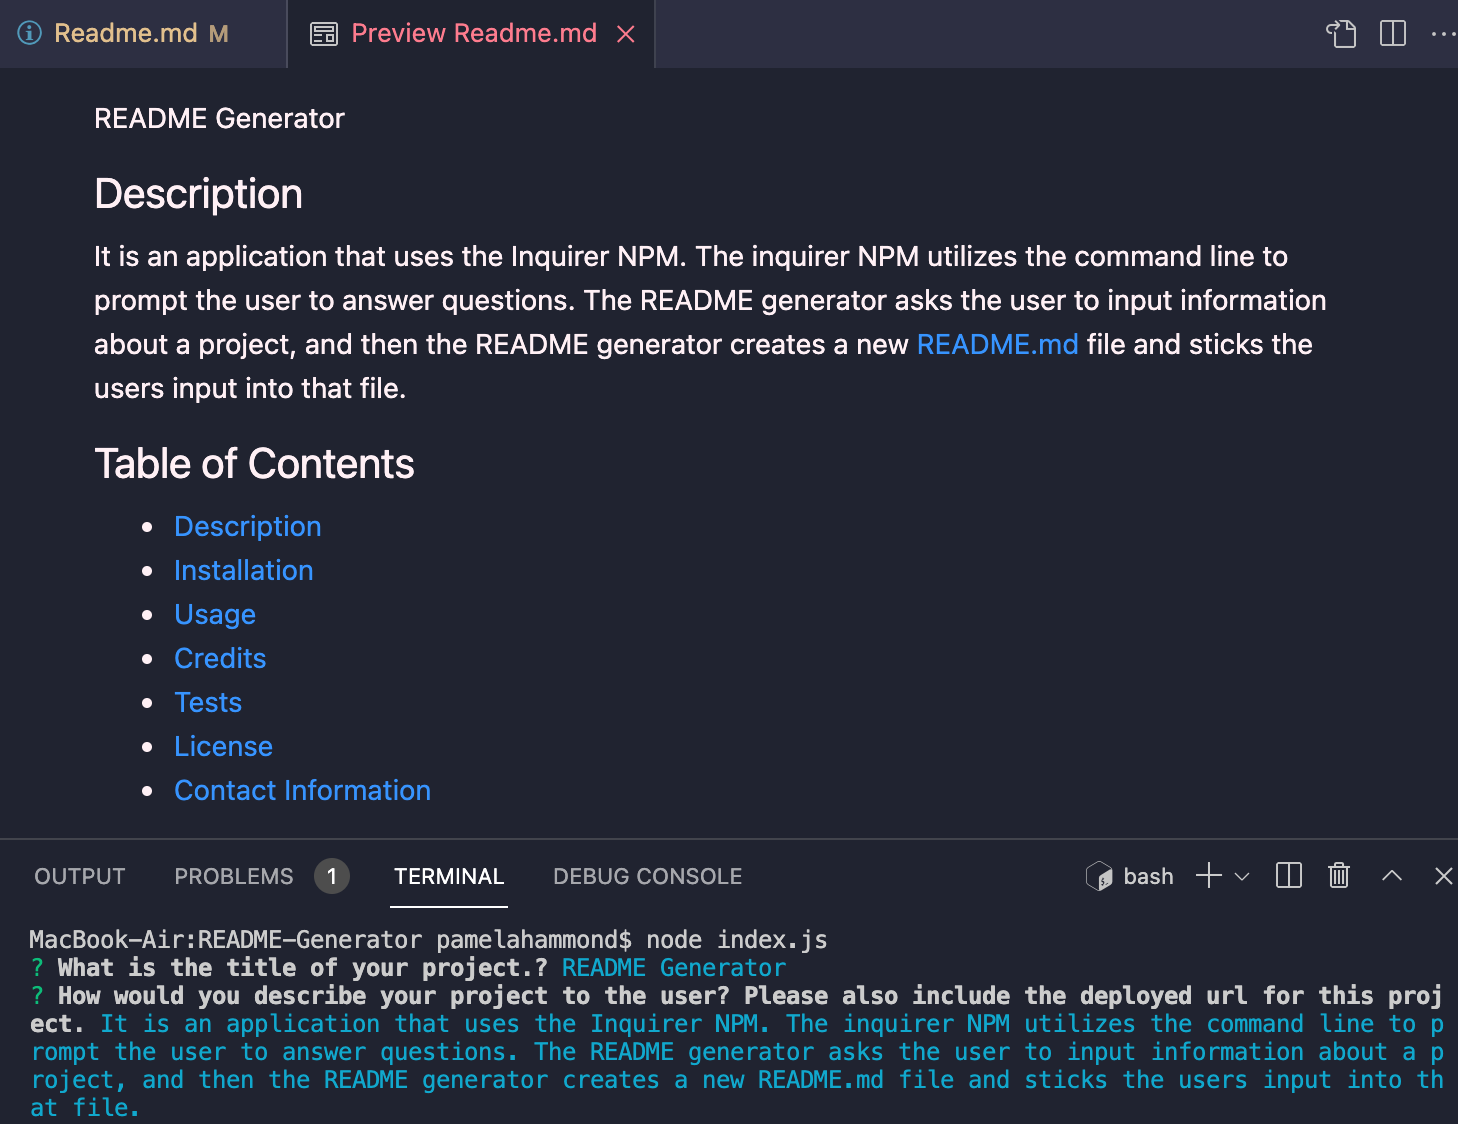 Readme.md M
Preview Readme.md
README Generator
Description
It is an application that uses the Inquirer NPM. The inquirer NPM utilizes the command line to
prompt the user to answer questions. The README generator asks the user to input information
about a project, and then the README generator creates a new README.md file and sticks the
users input into that file.
Table of Contents
Description
Installation
Usage
Credits
Tests
License
Contact Information
OUTPUT PROBLEMS 1 TERMINAL DEBUG CONSOLE bash
MacBook-Air:README-Generator pamelahammond$ node index.js
? What is the title of your project.? README Generator
? How would you describe your project to the user? Please also include the deployed url for this proj
ect. It is an application that uses the Inquirer NPM. The inquirer NPM utilizes the command line to p
rompt the user to answer questions. The README generator asks the user to input information about a p
roject, and then the README generator creates a new README.md file and sticks the users input into th
at file.